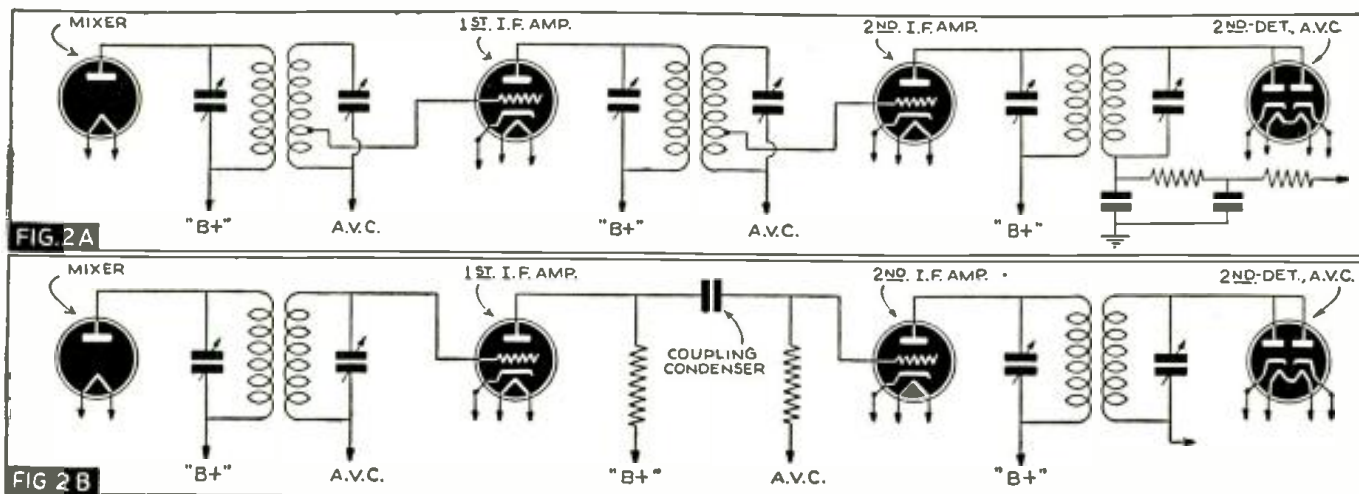 MIXER
1ST. I.F. AMP.
2ND. I.F. AMP.
2ND-DET., A.V.C.
"B+"
A.V.C.
"B+"
A.V.C.
"B+"
FIG. 2A
MIXER
1ST. I.F. AMP.
2ND. I.F. AMP.
2ND-DET., A.V.C.
COUPLING
CONDENSER
"B+"
A.V.C.
"B+"
A.V.C.
"B+"
FIG 2B